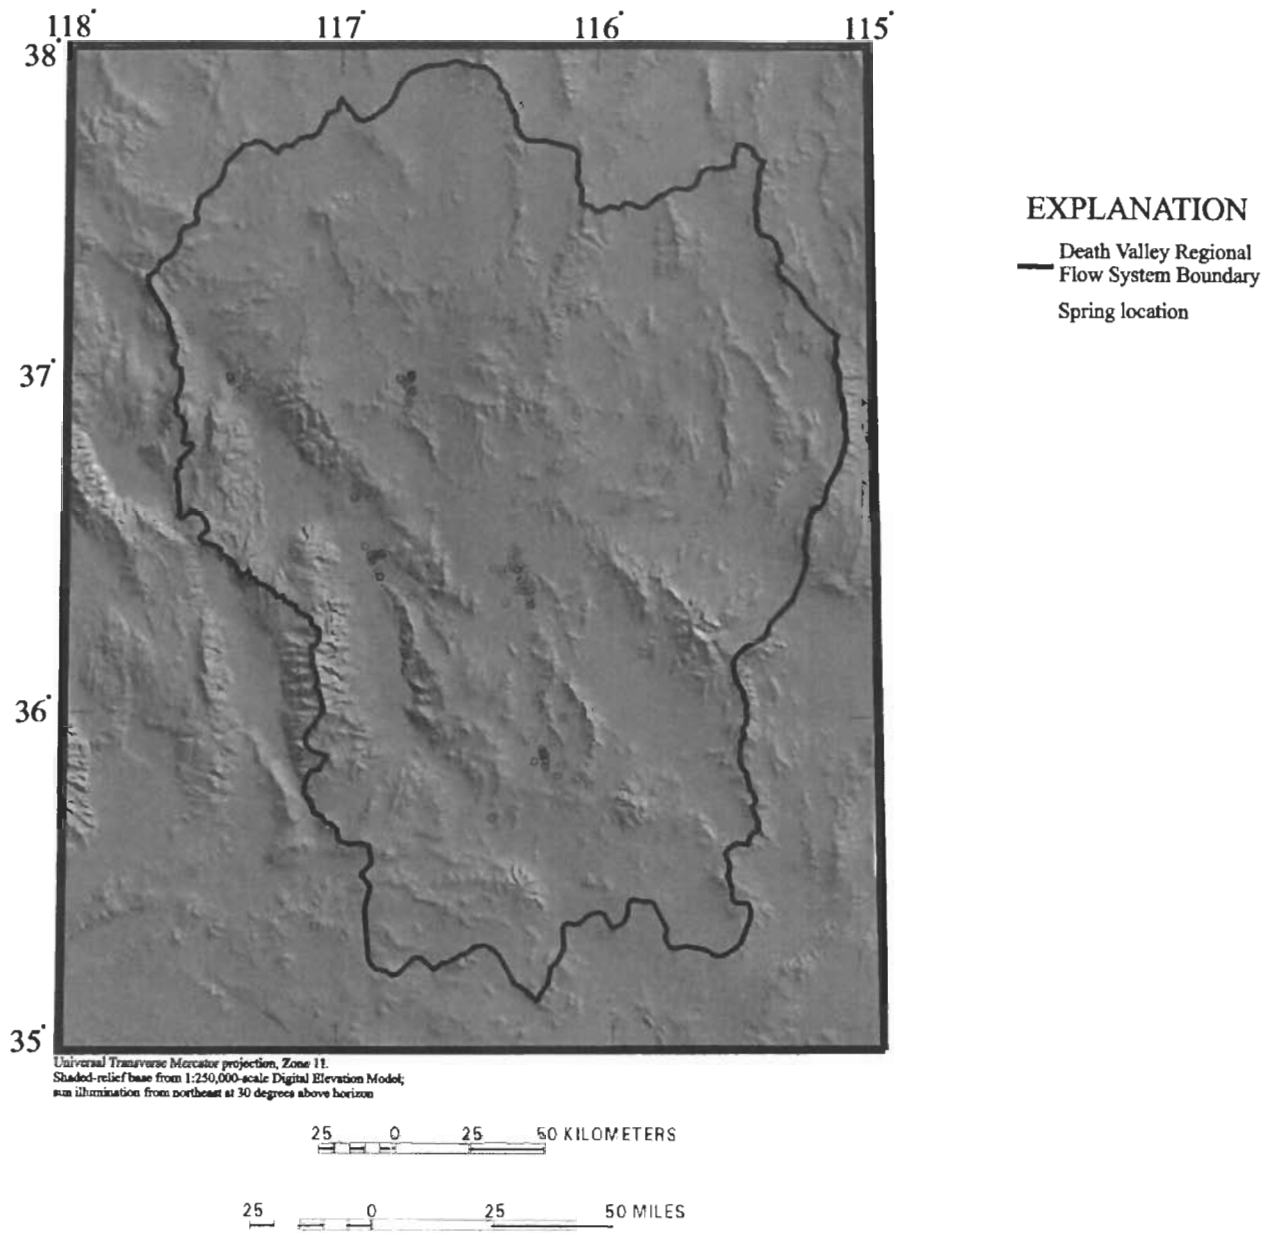 118° 117° 116° 115°
38°
37°
36°
35°
EXPLANATION
Death Valley Regional
Flow System Boundary
Spring location
Universal Transverse Mercator projection, Zone 11.
Shaded-relief base from 1:250,000-scale Digital Elevation Model;
sun illumination from northeast at 30 degrees above horizon
25 0 25 50 KILOMETERS
25 0 25 50 MILES